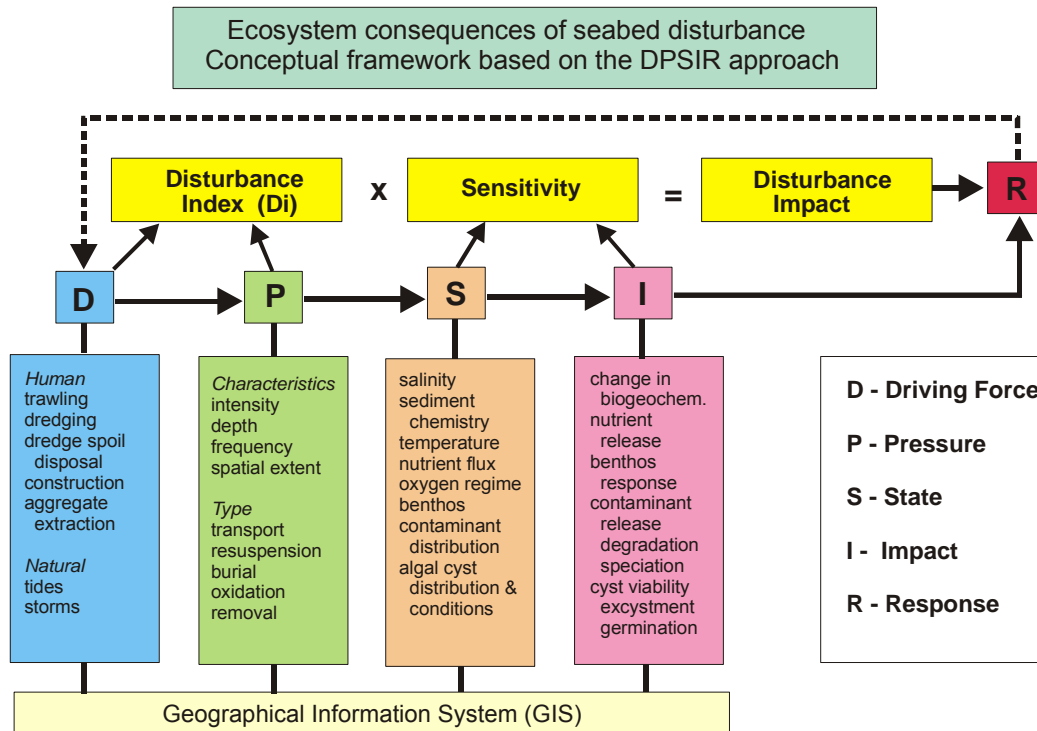 Ecosystem consequences of seabed disturbance
Conceptual framework based on the DPSIR approach
Disturbance
Index (Di)
x
Sensitivity
=
Disturbance
Impact
R
D
P
S
I
Human
trawling
dredging
dredge spoil
disposal
construction
aggregate
extraction
Natural
tides
storms
Characteristics
intensity
depth
frequency
spatial extent
Type
transport
resuspension
burial
oxidation
removal
salinity
sediment
chemistry
temperature
nutrient flux
oxygen regime
benthos
contaminant
distribution
algal cyst
distribution &
conditions
change in
biogeochem.
nutrient
release
benthos
response
contaminant
release
degradation
speciation
cyst viability
excystment
germination
D - Driving Force
P - Pressure
S - State
I - Impact
R - Response
Geographical Information System (GIS)